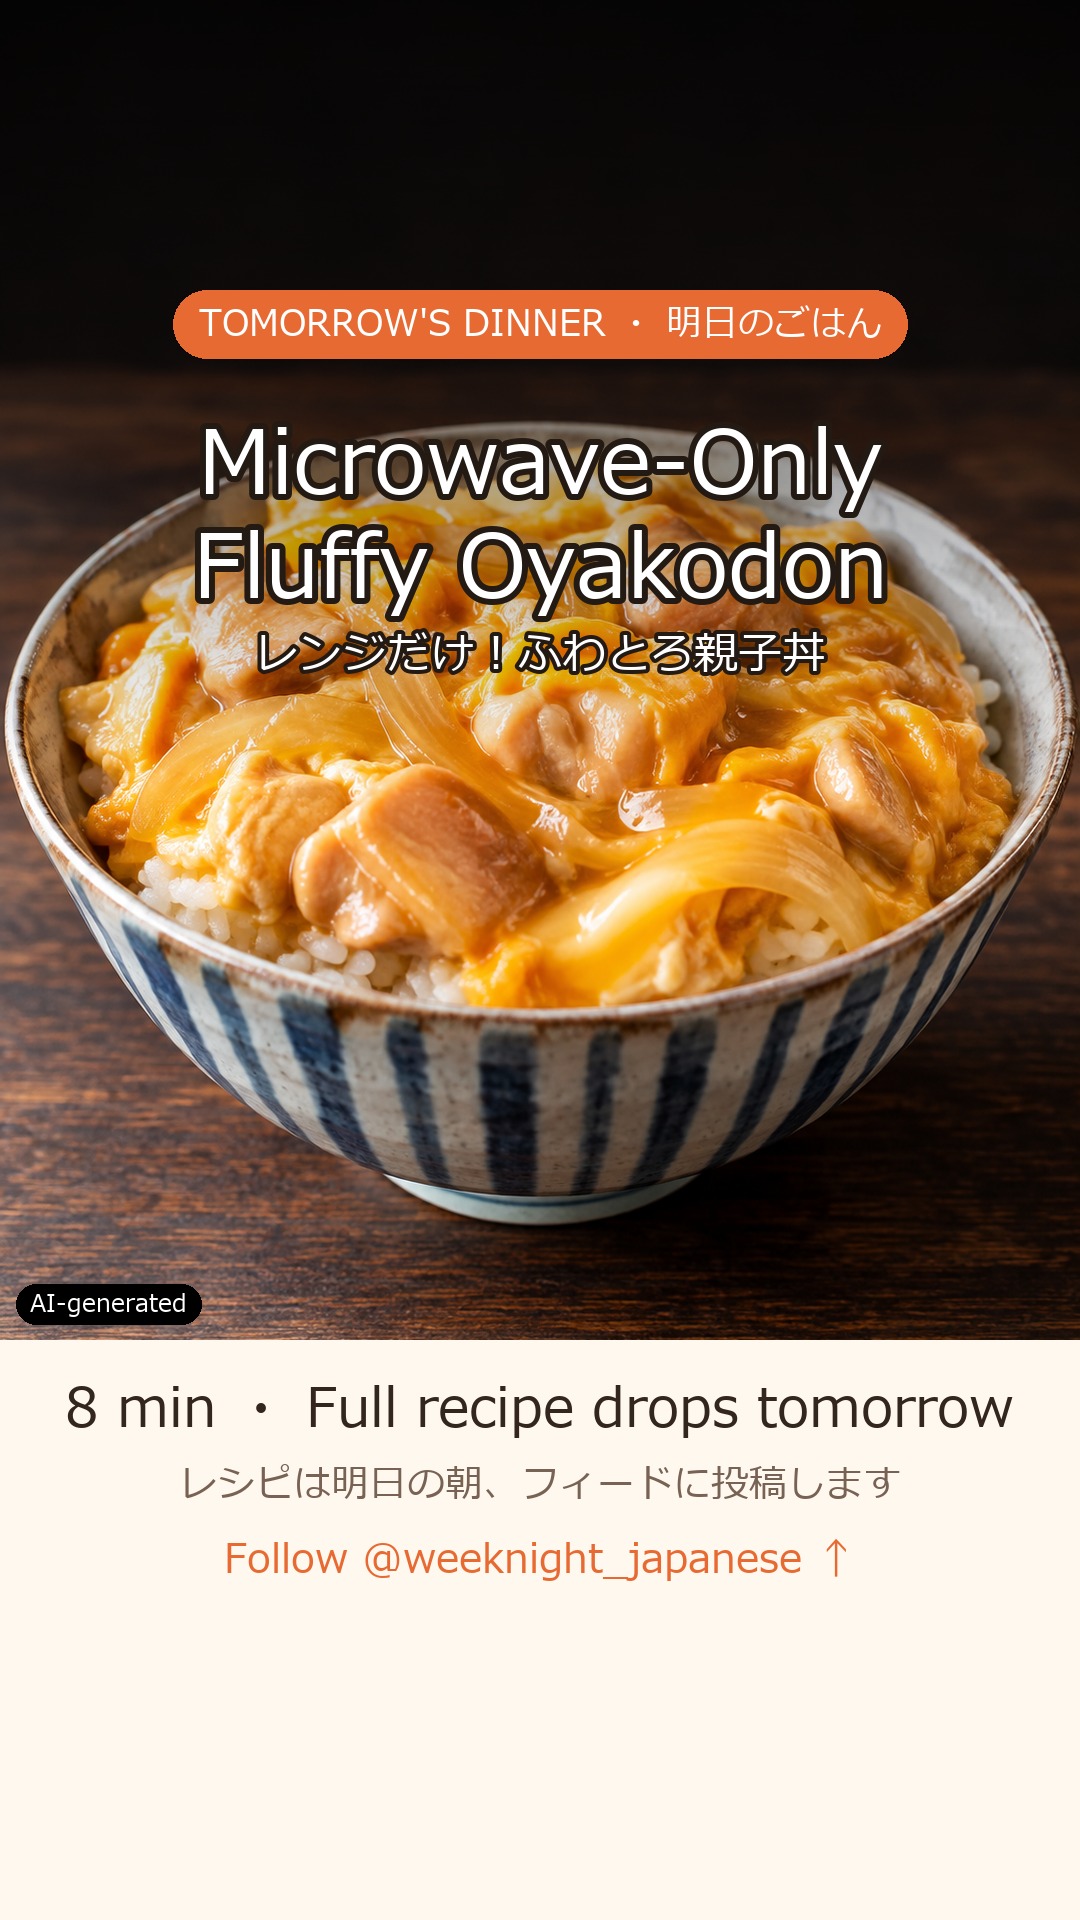 TOMORROW'S DINNER ・ 明日のごはん
Microwave-Only
Fluffy Oyakodon
レンジだけ！ふわとろ親子丼
AI-generated
8 min ・ Full recipe drops tomorrow
レシピは明日の朝、フィードに投稿します
Follow @weeknight_japanese ↑